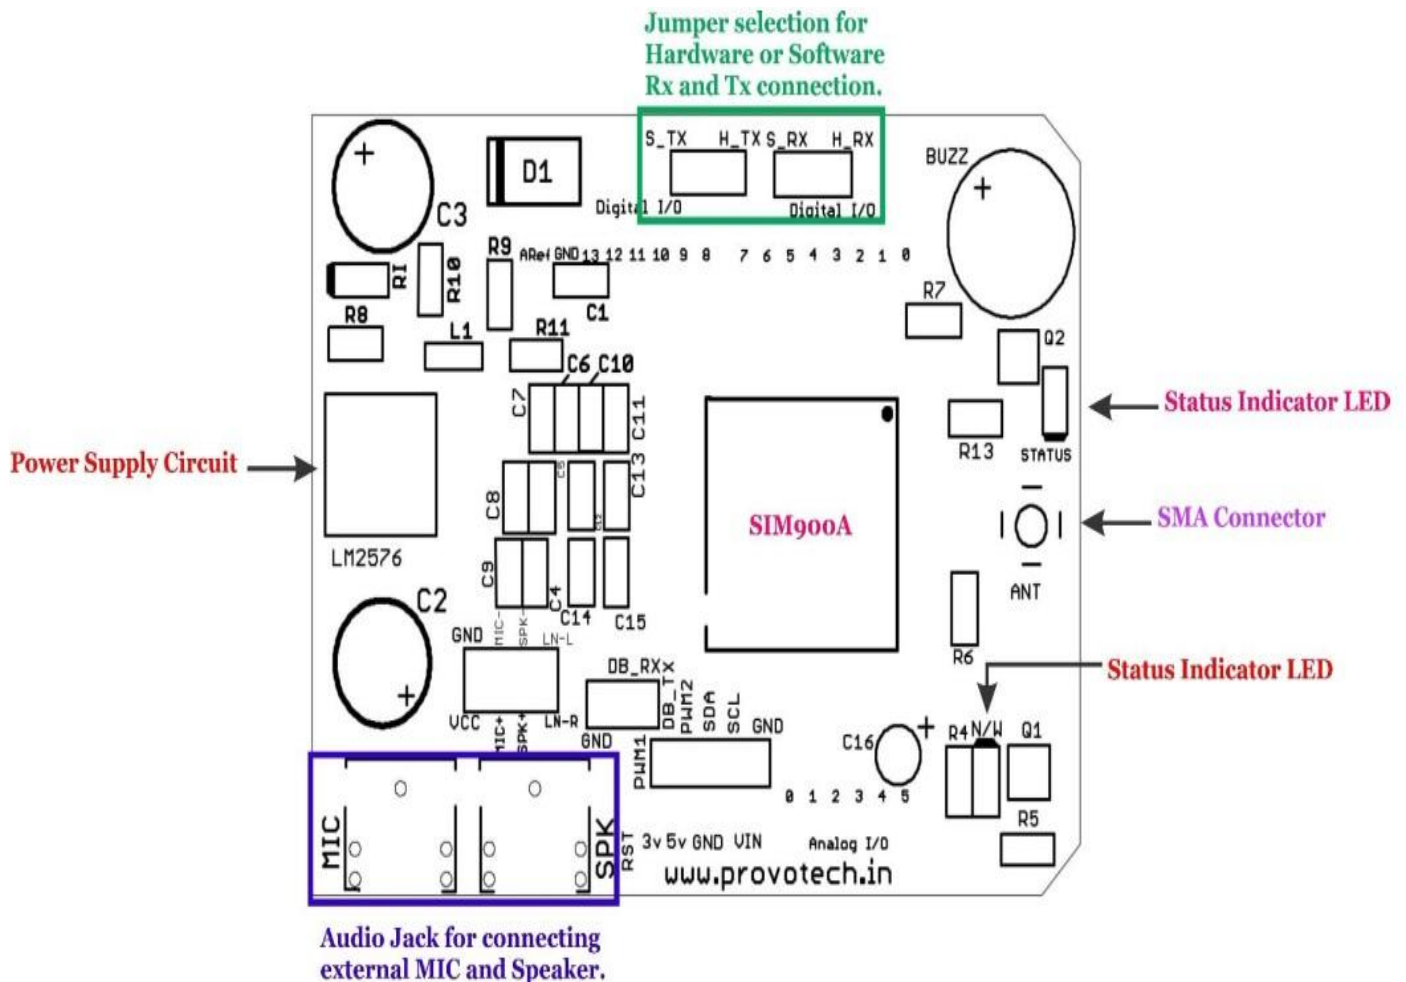 Jumper selection for
Hardware or Software
Rx and Tx connection.
S_TX H_TX S_RX H_RX
BUZZ
D1
C3
Digital I/O Digital I/O
R9
ARef GND 13 12 11 10 9 8 7 6 5 4 3 2 1 0
RI
R10
C1
R7
R8
L1
R11
Q2
C6 C10
C7
C11
Status Indicator LED
R13
STATUS
Power Supply Circuit
C8
C13
C12
SIM900A
SMA Connector
LM2576
C9
C4
ANT
C2
C14
C15
GND MIC- SPK- LN-L
R6
DB_RX
DB_TX
Status Indicator LED
VCC MIC+ SPK+ LN-R
GND
PWM1
PWM2
SDA
SCL
GND
C16
R4 N/W Q1
0 1 2 3 4 5
MIC
SPK
R5
RST 3v 5v GND VIN Analog I/O
www.provotech.in
Audio Jack for connecting
external MIC and Speaker.